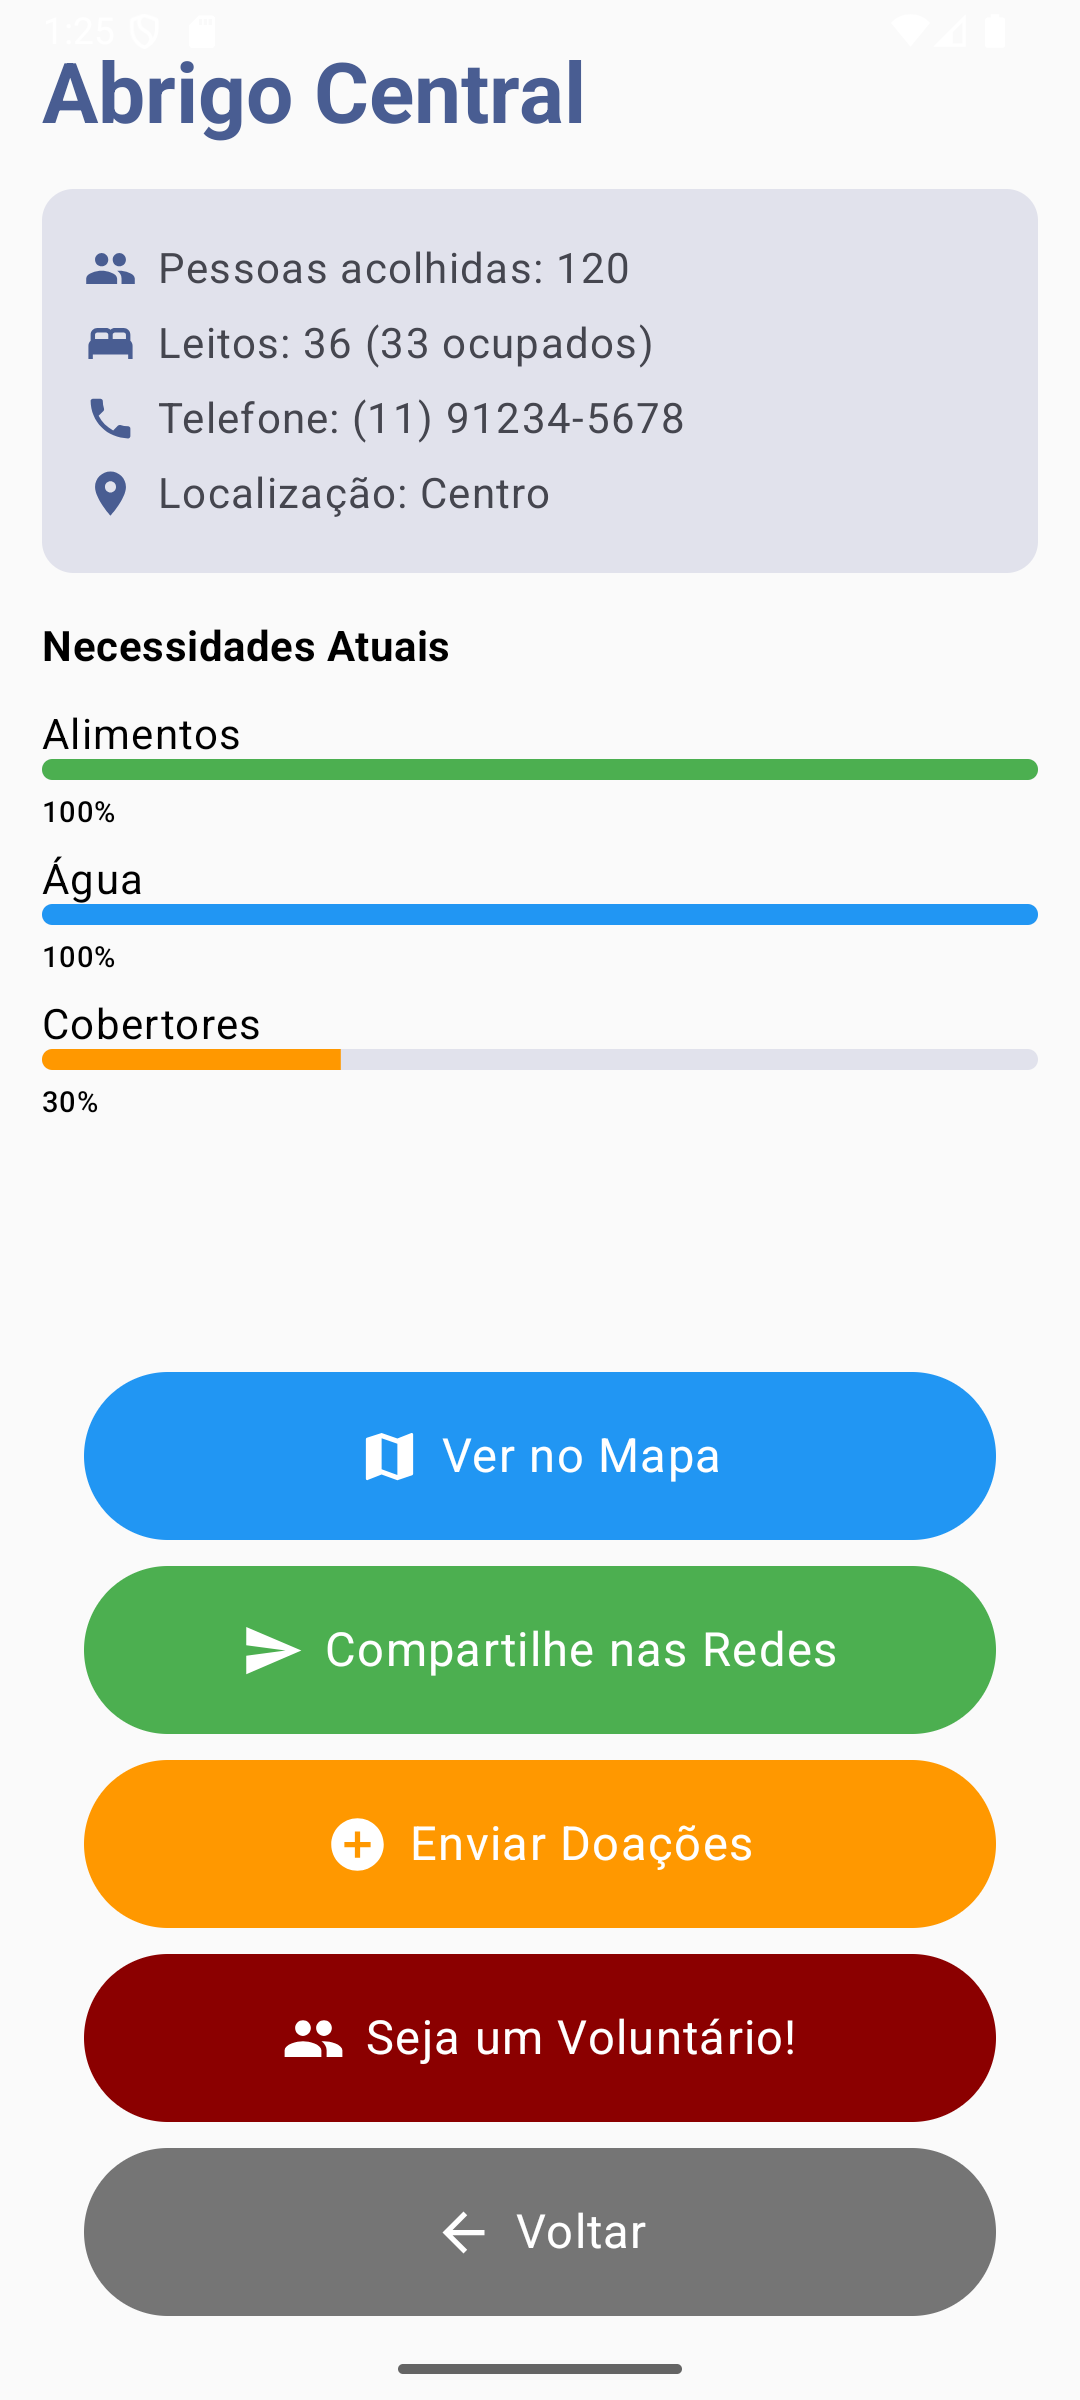 1:25
Abrigo Central
Pessoas acolhidas: 120
Leitos: 36 (33 ocupados)
Telefone: (11) 91234-5678
Localização: Centro
Necessidades Atuais
Alimentos
100%
Água
100%
Cobertores
30%
Ver no Mapa
Compartilhe nas Redes
Enviar Doações
Seja um Voluntário!
Voltar